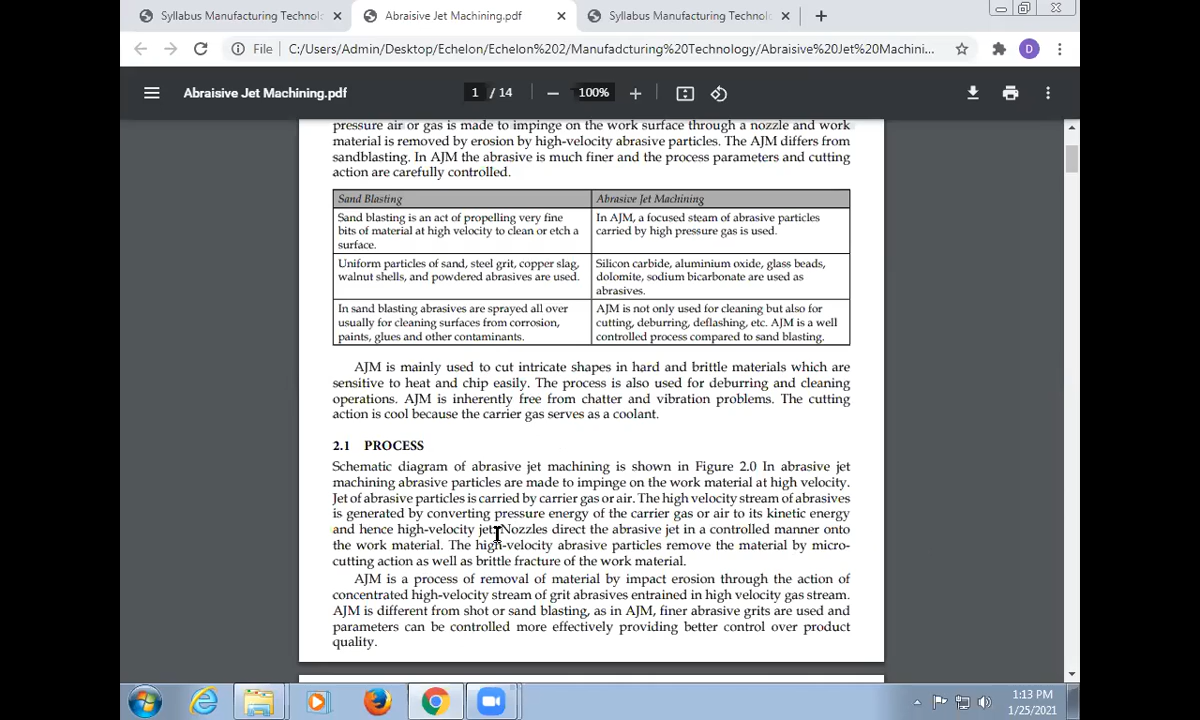 Syllabus Manufacturing Technolo
Abraisive Jet Machining.pdf
Syllabus Manufacturing Technolo
File
C:/Users/Admin/Desktop/Echelon/Echelon%202/Manufadcturing%20Technology/Abraisive%20Jet%20Machini...
D
Abraisive Jet Machining.pdf
1 / 14
100%
pressure air or gas is made to impinge on the work surface through a nozzle and work
material is removed by erosion by high-velocity abrasive particles. The AJM differs from
sandblasting. In AJM the abrasive is much finer and the process parameters and cutting
action are carefully controlled.
Sand Blasting
Abrasive Jet Machining
Sand blasting is an act of propelling very fine
bits of material at high velocity to clean or etch a
surface.
In AJM, a focused steam of abrasive particles
carried by high pressure gas is used.
Uniform particles of sand, steel grit, copper slag,
walnut shells, and powdered abrasives are used.
Silicon carbide, aluminium oxide, glass beads,
dolomite, sodium bicarbonate are used as
abrasives.
In sand blasting abrasives are sprayed all over
usually for cleaning surfaces from corrosion,
paints, glues and other contaminants.
AJM is not only used for cleaning but also for
cutting, deburring, deflashing, etc. AJM is a well
controlled process compared to sand blasting.
AJM is mainly used to cut intricate shapes in hard and brittle materials which are
sensitive to heat and chip easily. The process is also used for deburring and cleaning
operations. AJM is inherently free from chatter and vibration problems. The cutting
action is cool because the carrier gas serves as a coolant.
2.1 PROCESS
Schematic diagram of abrasive jet machining is shown in Figure 2.0 In abrasive jet
machining abrasive particles are made to impinge on the work material at high velocity.
Jet of abrasive particles is carried by carrier gas or air. The high velocity stream of abrasives
is generated by converting pressure energy of the carrier gas or air to its kinetic energy
and hence high-velocity jet. Nozzles direct the abrasive jet in a controlled manner onto
the work material. The high-velocity abrasive particles remove the material by micro-
cutting action as well as brittle fracture of the work material.
AJM is a process of removal of material by impact erosion through the action of
concentrated high-velocity stream of grit abrasives entrained in high velocity gas stream.
AJM is different from shot or sand blasting, as in AJM, finer abrasive grits are used and
parameters can be controlled more effectively providing better control over product
quality.
1:13 PM
1/25/2021